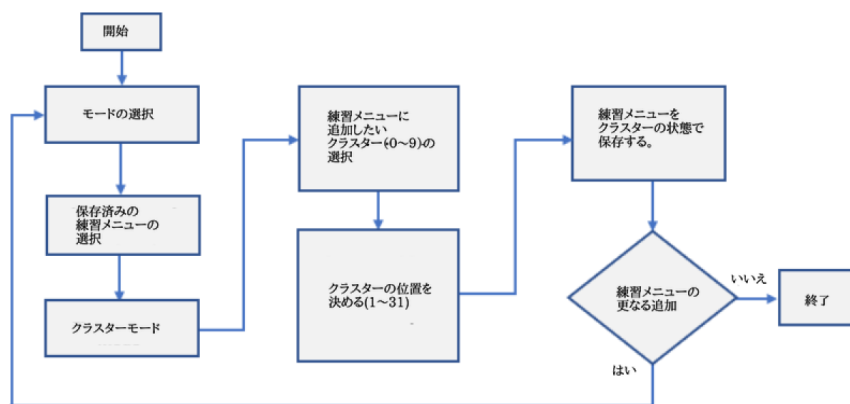 開始
モードの選択
保存済みの
練習メニューの
選択
クラスターモード
練習メニューに
追加したい
クラスター(-0～9)の
選択
クラスターの位置を
決める(1～31)
練習メニューを
クラスターの状態で
保存する。
練習メニューの
更なる追加
いいえ
終了
はい